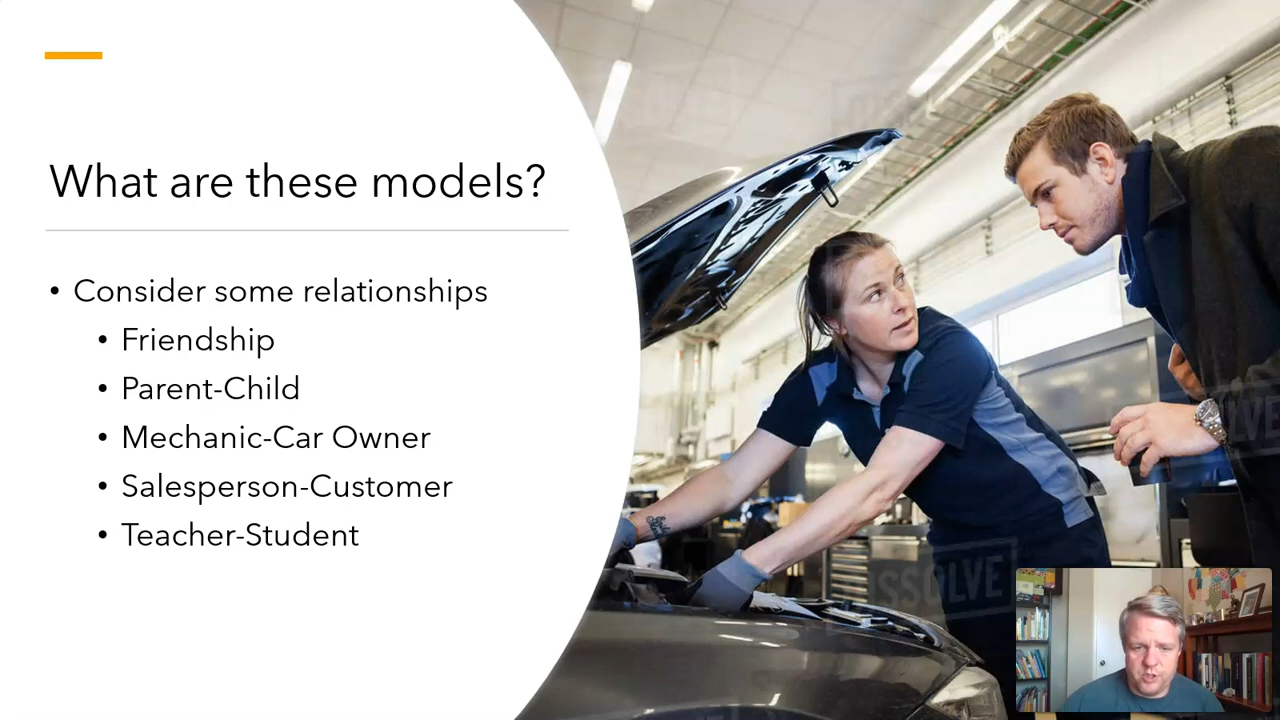 What are these models?
• Consider some relationships
• Friendship
• Parent-Child
• Mechanic-Car Owner
• Salesperson-Customer
• Teacher-Student